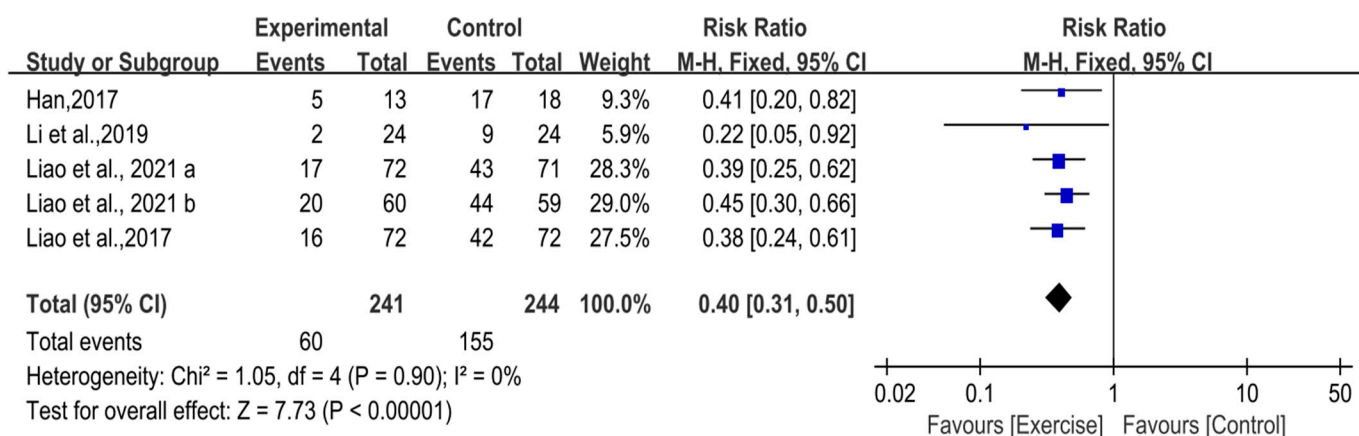 Experimental Control Risk Ratio Risk Ratio
Study or Subgroup Events Total Events Total Weight M-H, Fixed, 95% CI M-H, Fixed, 95% CI
Han,2017 5 13 17 18 9.3% 0.41 [0.20, 0.82]
Li et al.,2019 2 24 9 24 5.9% 0.22 [0.05, 0.92]
Liao et al., 2021 a 17 72 43 71 28.3% 0.39 [0.25, 0.62]
Liao et al., 2021 b 20 60 44 59 29.0% 0.45 [0.30, 0.66]
Liao et al.,2017 16 72 42 72 27.5% 0.38 [0.24, 0.61]
Total (95% CI) 241 244 100.0% 0.40 [0.31, 0.50]
Total events 60 155
Heterogeneity: Chi² = 1.05, df = 4 (P = 0.90); I² = 0%
Test for overall effect: Z = 7.73 (P < 0.00001)
0.02 0.1 1 10 50
Favours [Exercise] Favours [Control]